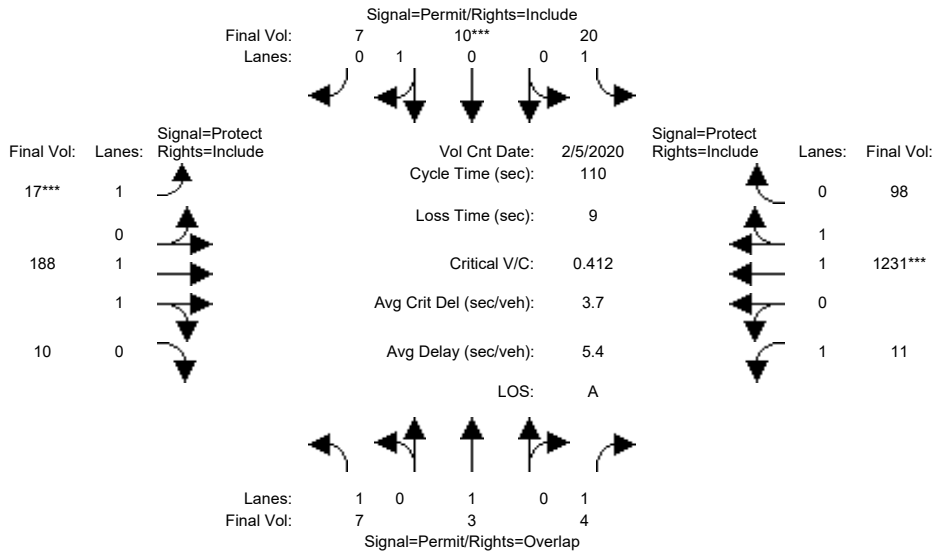 Signal=Permit/Rights=Include
Final Vol: 7 10*** 20
Lanes: 0 1 0 0 1
Signal=Protect Signal=Protect
Final Vol: Lanes: Rights=Include Vol Cnt Date: 2/5/2020 Rights=Include Lanes: Final Vol:
Cycle Time (sec): 110
17*** 1 0 98
Loss Time (sec): 9
0 1
188 1 Critical V/C: 0.412 1 1231***
1 Avg Crit Del (sec/veh): 3.7 0
10 0 Avg Delay (sec/veh): 5.4 1 11
LOS: A
Lanes: 1 0 1 0 1
Final Vol: 7 3 4
Signal=Permit/Rights=Overlap